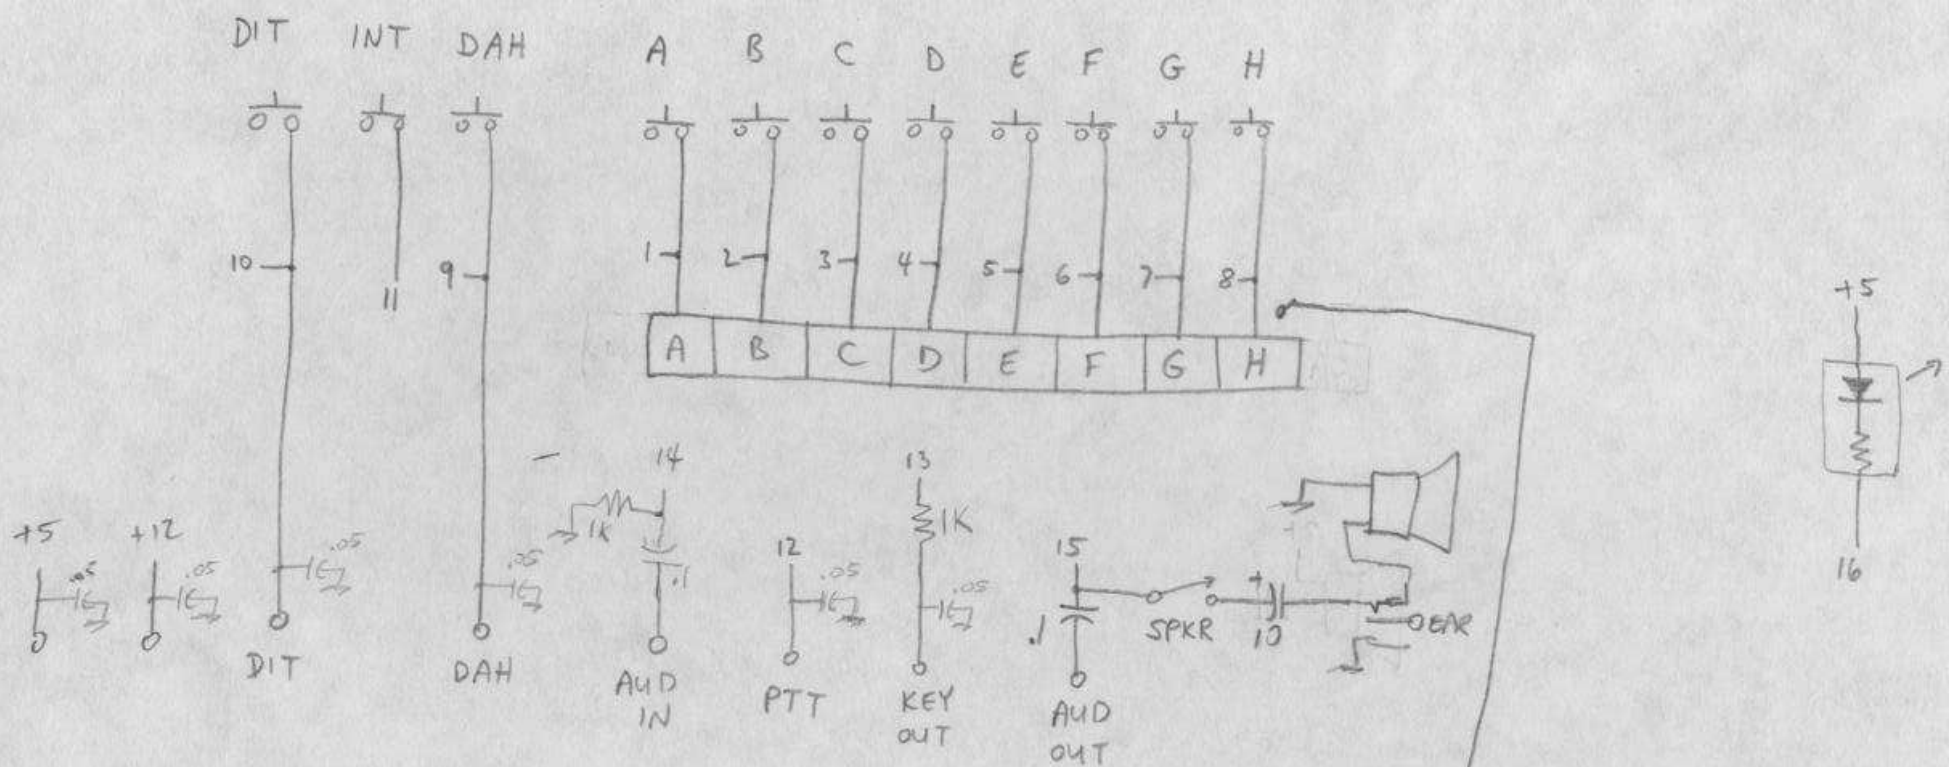 DIT INT DAH A B C D E F G H
10 11 9 1 2 3 4 5 6 7 8
A B C D E F G H
+5
14 13
+5 +12 .05 .05 1K 1K
12 15
.05 .05 .1 .05 .05
.1 SPKR + 10 EAR
16
DIT DAH AUD IN PTT KEY OUT AUD OUT